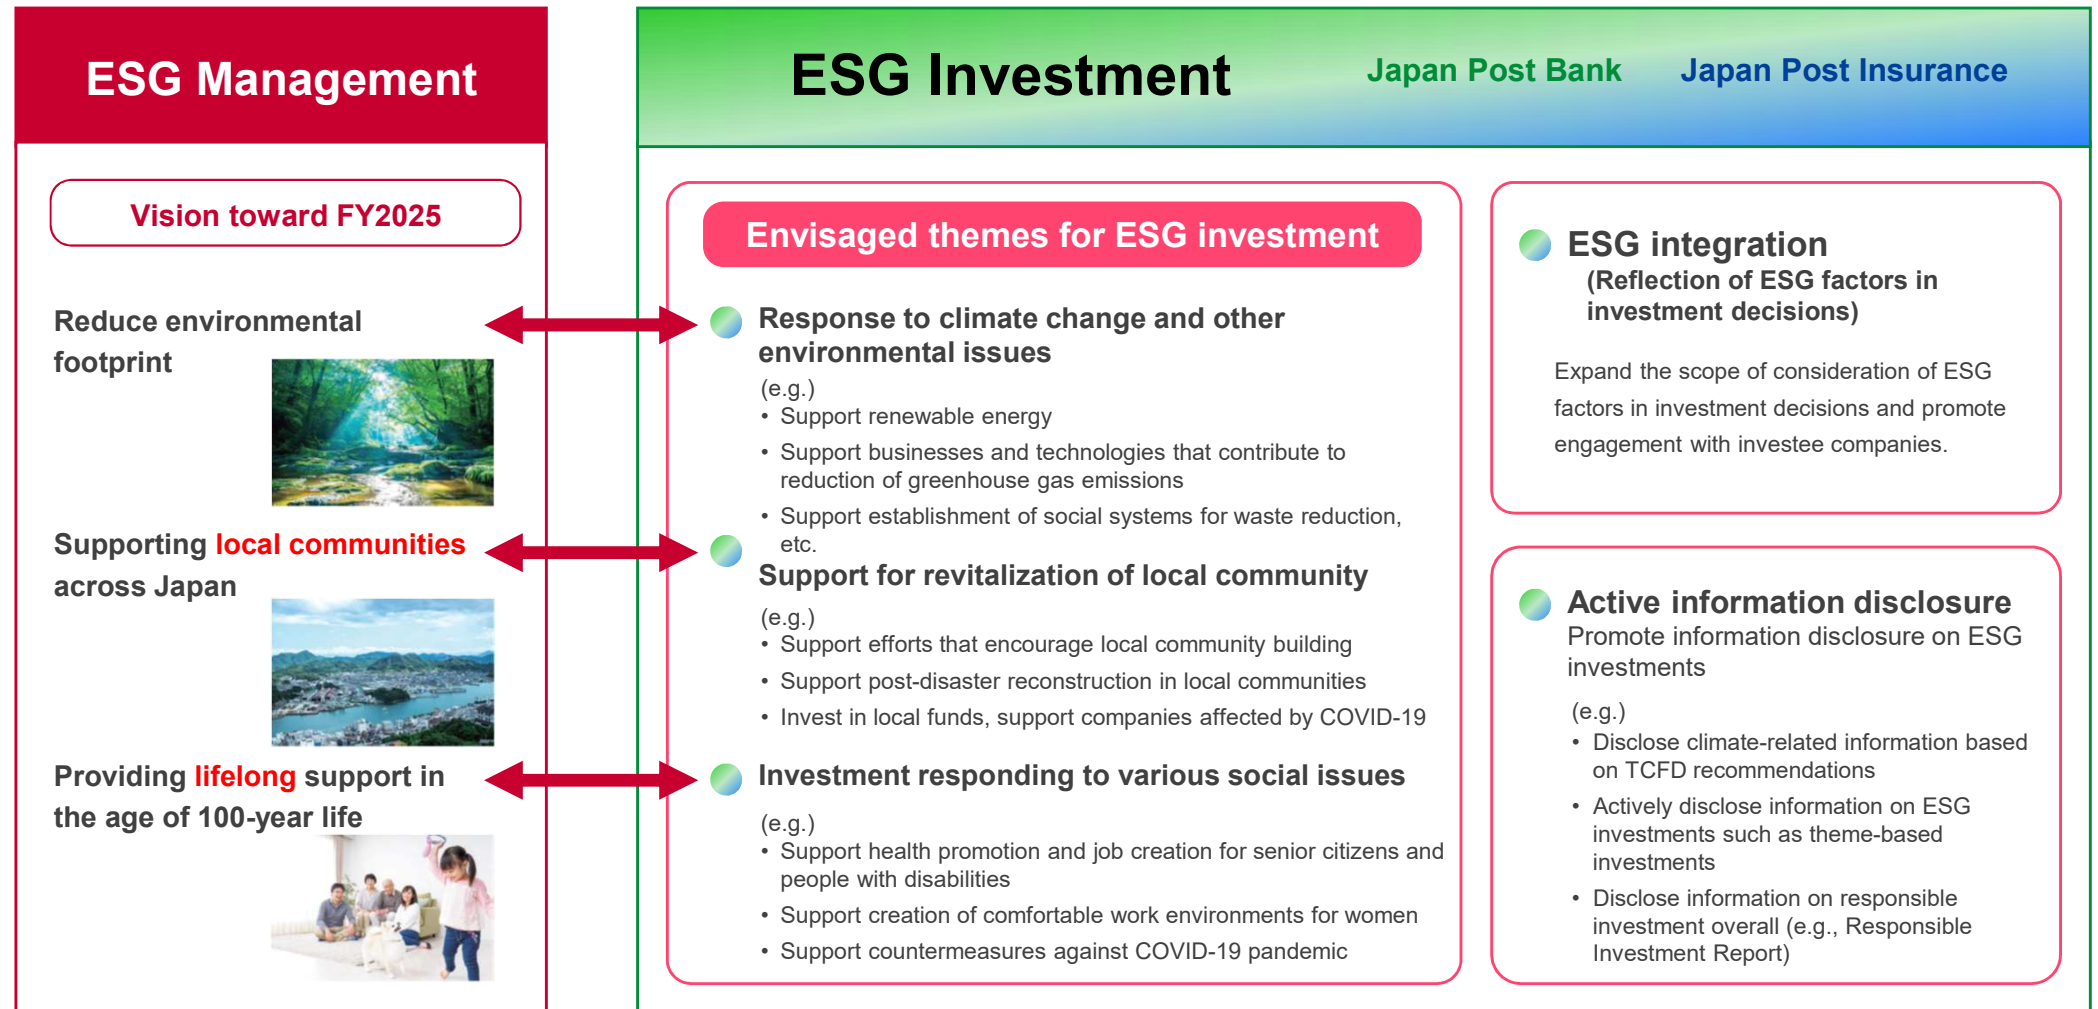 ESG Management
Vision toward FY2025
Reduce environmental
footprint
Supporting local communities
across Japan
Providing lifelong support in
the age of 100-year life
ESG Investment
Japan Post Bank
Japan Post Insurance
Envisaged themes for ESG investment
Response to climate change and other
environmental issues
(e.g.)
• Support renewable energy
• Support businesses and technologies that contribute to
reduction of greenhouse gas emissions
• Support establishment of social systems for waste reduction,
etc.
Support for revitalization of local community
(e.g.)
• Support efforts that encourage local community building
• Support post-disaster reconstruction in local communities
• Invest in local funds, support companies affected by COVID-19
Investment responding to various social issues
(e.g.)
• Support health promotion and job creation for senior citizens and
people with disabilities
• Support creation of comfortable work environments for women
• Support countermeasures against COVID-19 pandemic
ESG integration
(Reflection of ESG factors in
investment decisions)
Expand the scope of consideration of ESG
factors in investment decisions and promote
engagement with investee companies.
Active information disclosure
Promote information disclosure on ESG
investments
(e.g.)
• Disclose climate-related information based
on TCFD recommendations
• Actively disclose information on ESG
investments such as theme-based
investments
• Disclose information on responsible
investment overall (e.g., Responsible
Investment Report)